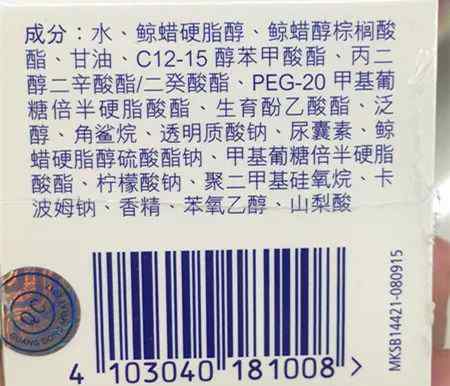 成分：水、鲸蜡硬脂醇、鲸蜡醇棕榈酸
酯、甘油、C12-15 醇苯甲酸酯、丙二
醇二辛酸酯/二癸酸酯、PEG-20 甲基葡
糖倍半硬脂酸酯、生育酚乙酸酯、泛
醇、角鲨烷、透明质酸钠、尿囊素、鲸
蜡硬脂醇硫酸酯钠、甲基葡糖倍半硬脂
酸酯、柠檬酸钠、聚二甲基硅氧烷、卡
波姆钠、香精、苯氧乙醇、山梨酸
MKSB14421-080915
QC
4 103040 181008 >